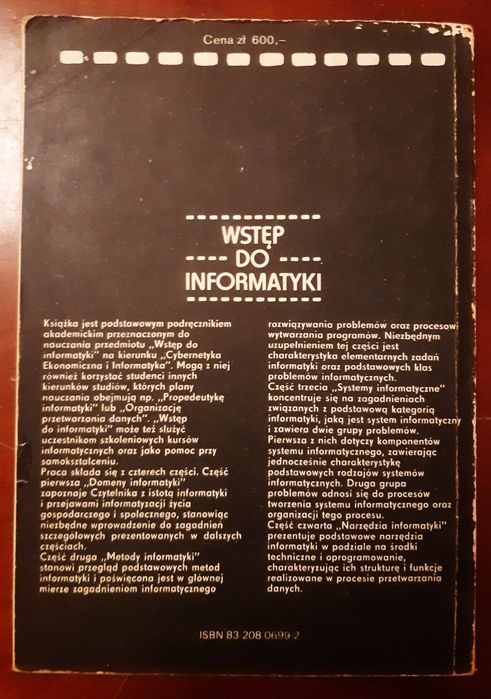 Cena zł 600,-
WSTĘP
DO
INFORMATYKI
Książka jest podstawowym podręcznikiem
akademickim przeznaczonym do
nauczania przedmiotu „Wstęp do
informatyki" na kierunku „Cybernetyka
Ekonomiczna i Informatyka". Mogą z niej
również korzystać studenci innych
kierunków studiów, których plany
nauczania obejmują np. „Propedeutykę
informatyki" lub „Organizację
przetwarzania danych". „Wstęp
do informatyki" może też służyć
uczestnikom szkoleniowych kursów
informatycznych oraz jako pomoc przy
samokształceniu.
Praca składa się z czterech części. Część
pierwsza „Domeny informatyki"
zapoznaje Czytelnika z istotą informatyki
i przejawami informatyzacji życia
gospodarczego i społecznego, stanowiąc
niezbędne wprowadzenie do zagadnień
szczegółowych prezentowanych w dalszych
częściach.
Część druga „Metody informatyki"
stanowi przegląd podstawowych metod
informatyki i poświęcona jest w głównej
mierze zagadnieniom informatycznego
rozwiązywania problemów oraz procesowi
wytwarzania programów. Niezbędnym
uzupełnieniem tej części jest
charakterystyka elementarnych zadań
informatyki oraz podstawowych klas
problemów informatycznych.
Część trzecia „Systemy informatyczne"
koncentruje się na zagadnieniach
związanych z podstawową kategorią
informatyki, jaką jest system informatyczny
i zawiera dwie grupy problemów.
Pierwsza z nich dotyczy komponentów
systemu informatycznego, zawierając
jednocześnie charakterystykę
podstawowych rodzajów systemów
informatycznych. Druga grupa
problemów odnosi się do procesów
tworzenia systemu informatycznego oraz
organizacji tego procesu.
Część czwarta „Narzędzia informatyki"
prezentuje podstawowe narzędzia
informatyki w podziale na środki
techniczne i oprogramowanie,
charakteryzując ich strukturę i funkcje
realizowane w procesie przetwarzania
danych.
ISBN 83 208 0699 2